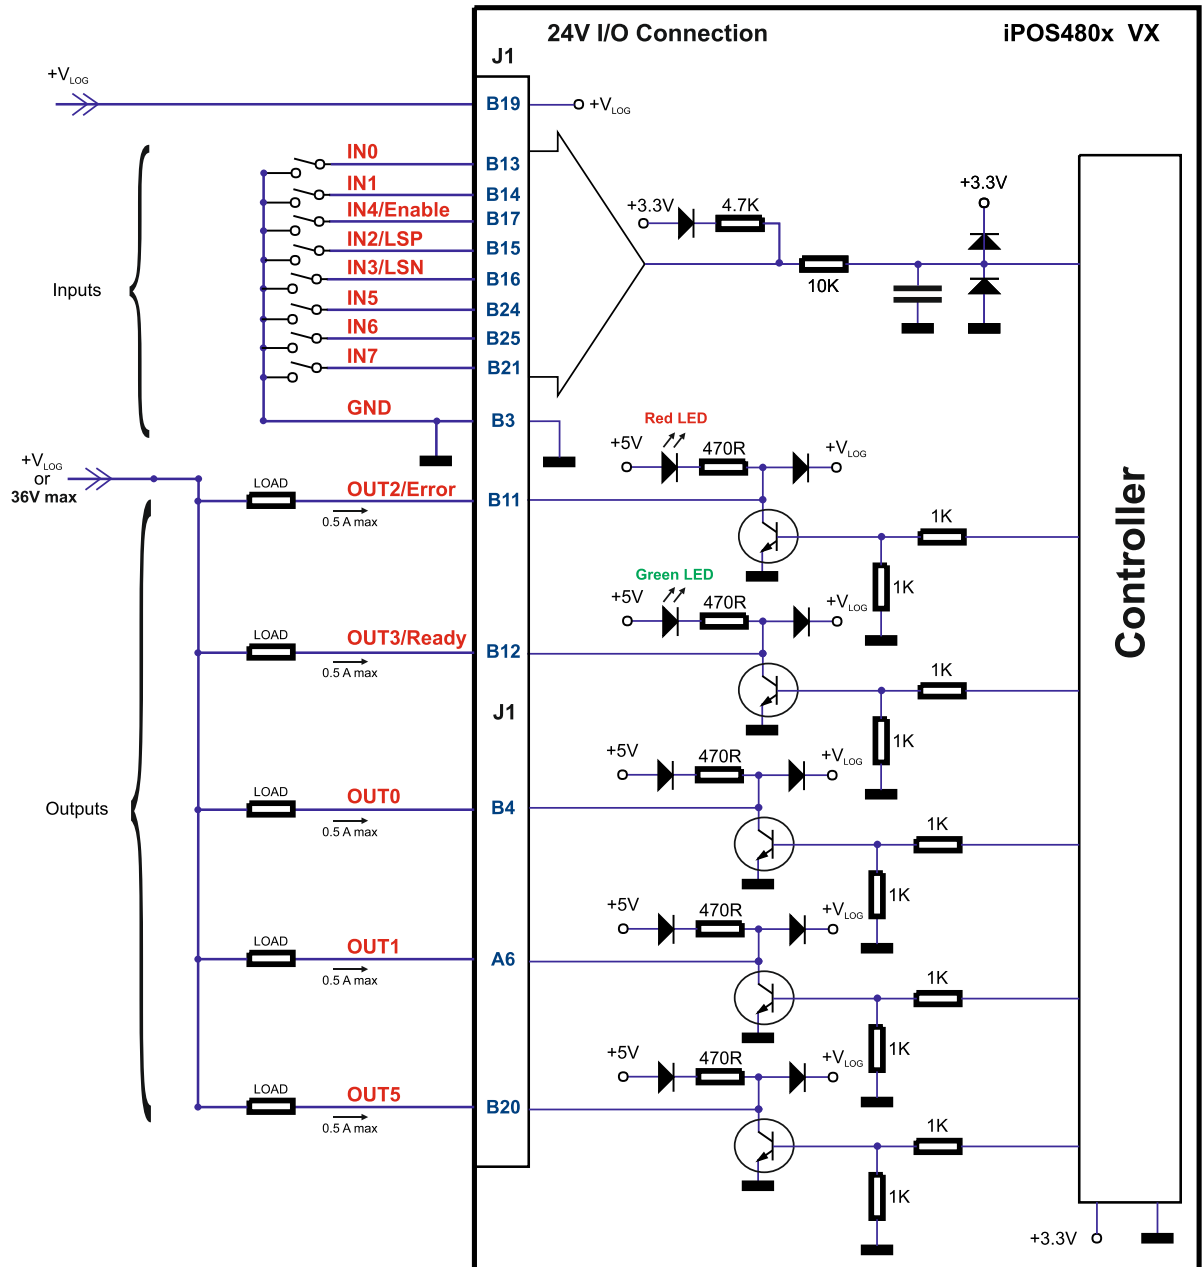 24V I/O Connection
iPOS480x VX
J1
+VLOG
B19
+VLOG
IN0
B13
IN1
B14
IN4/Enable
B17
IN2/LSP
B15
IN3/LSN
B16
IN5
B24
IN6
B25
IN7
B21
GND
B3
Inputs
+3.3V
4.7K
10K
+3.3V
Controller
+VLOG
or
36V max
LOAD
OUT2/Error
0.5 A max
B11
Red LED
+5V
470R
+VLOG
1K
1K
Green LED
+5V
470R
+VLOG
LOAD
OUT3/Ready
0.5 A max
B12
1K
1K
J1
+5V
470R
+VLOG
Outputs
LOAD
OUT0
0.5 A max
B4
1K
1K
+5V
470R
+VLOG
LOAD
OUT1
0.5 A max
A6
1K
1K
+5V
470R
+VLOG
LOAD
OUT5
0.5 A max
B20
1K
1K
+3.3V